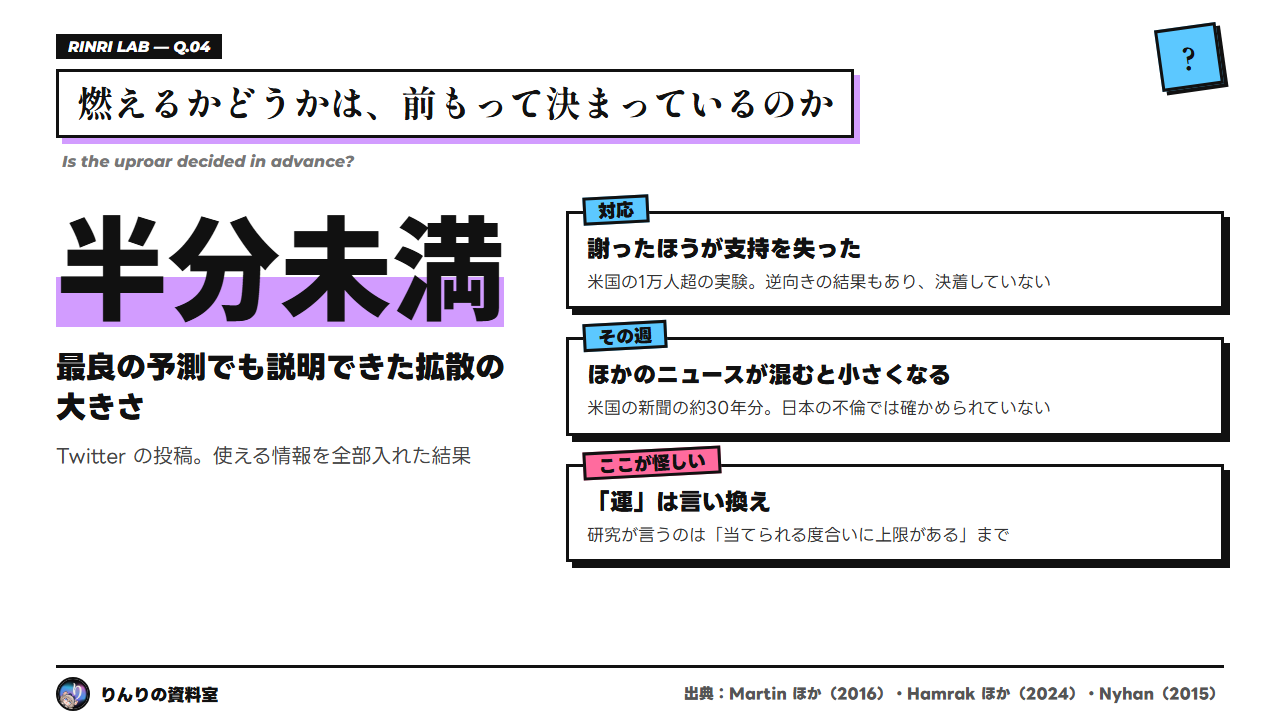 RINRI LAB — Q.04
?
燃えるかどうかは、前もって決まっているのか
Is the uproar decided in advance?
半分未満
最良の予測でも説明できた拡散の
大きさ
Twitter の投稿。使える情報を全部入れた結果
対応
謝ったほうが支持を失った
米国の1万人超の実験。逆向きの結果もあり、決着していない
その週
ほかのニュースが混むと小さくなる
米国の新聞の約30年分。日本の不倫では確かめられていない
ここが怪しい
「運」は言い換え
研究が言うのは「当てられる度合いに上限がある」まで
りんりの資料室
出典：Martin ほか（2016）・Hamrak ほか（2024）・Nyhan（2015）